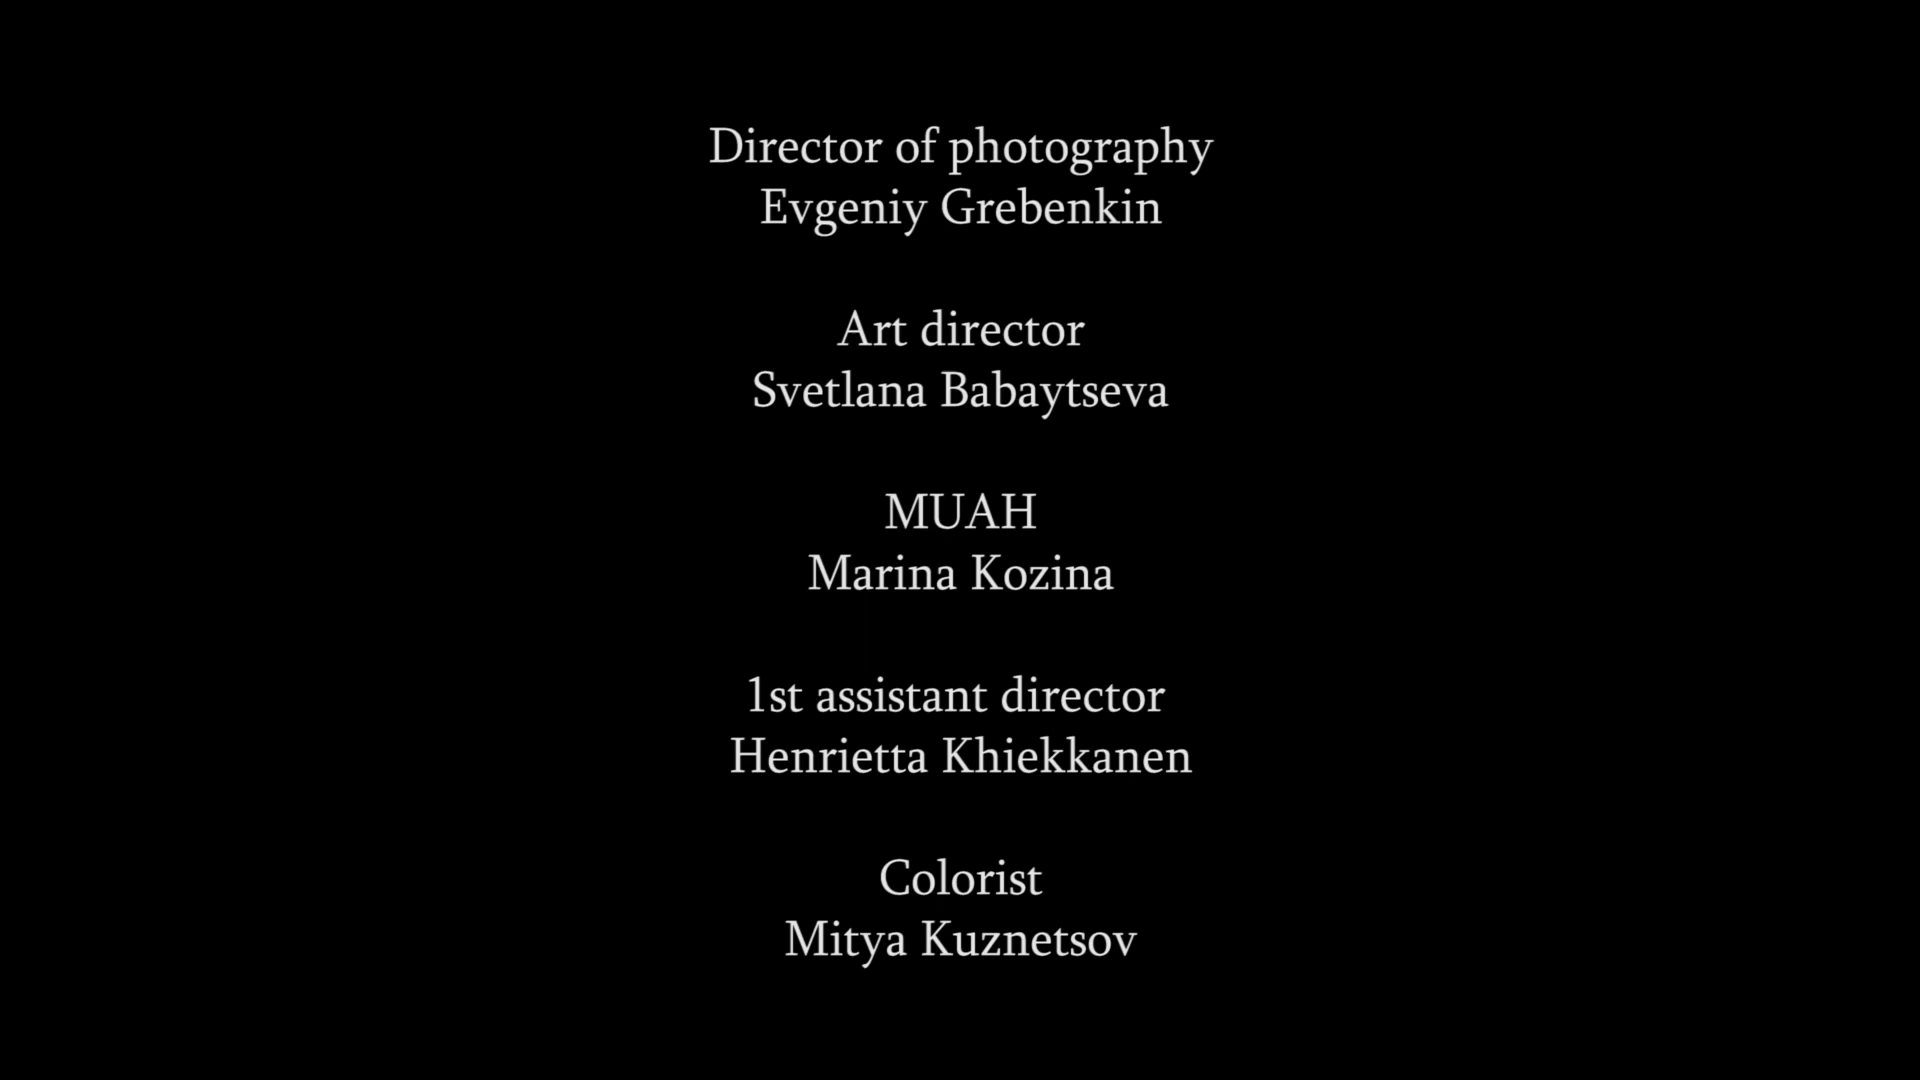 Director of photography
Evgeniy Grebenkin
Art director
Svetlana Babaytseva
MUAH
Marina Kozina
1st assistant director
Henrietta Khiekkanen
Colorist
Mitya Kuznetsov